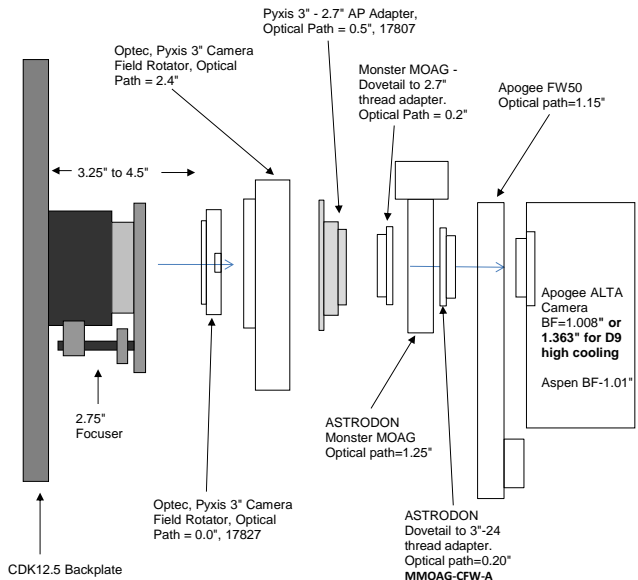 Pyxis 3" - 2.7" AP Adapter,
Optical Path = 0.5", 17807
Optec, Pyxis 3" Camera
Field Rotator, Optical
Path = 2.4"
Monster MOAG -
Dovetail to 2.7"
thread adapter.
Optical Path = 0.2"
Apogee FW50
Optical path=1.15"
3.25" to 4.5"
Apogee ALTA
Camera
BF=1.008" or
1.363" for D9
high cooling
Aspen BF-1.01"
2.75"
Focuser
ASTRODON
Monster MOAG
Optical path=1.25"
Optec, Pyxis 3" Camera
Field Rotator, Optical
Path = 0.0", 17827
ASTRODON
Dovetail to 3"-24
thread adapter.
Optical path=0.20"
MMOAG-CFW-A
CDK12.5 Backplate